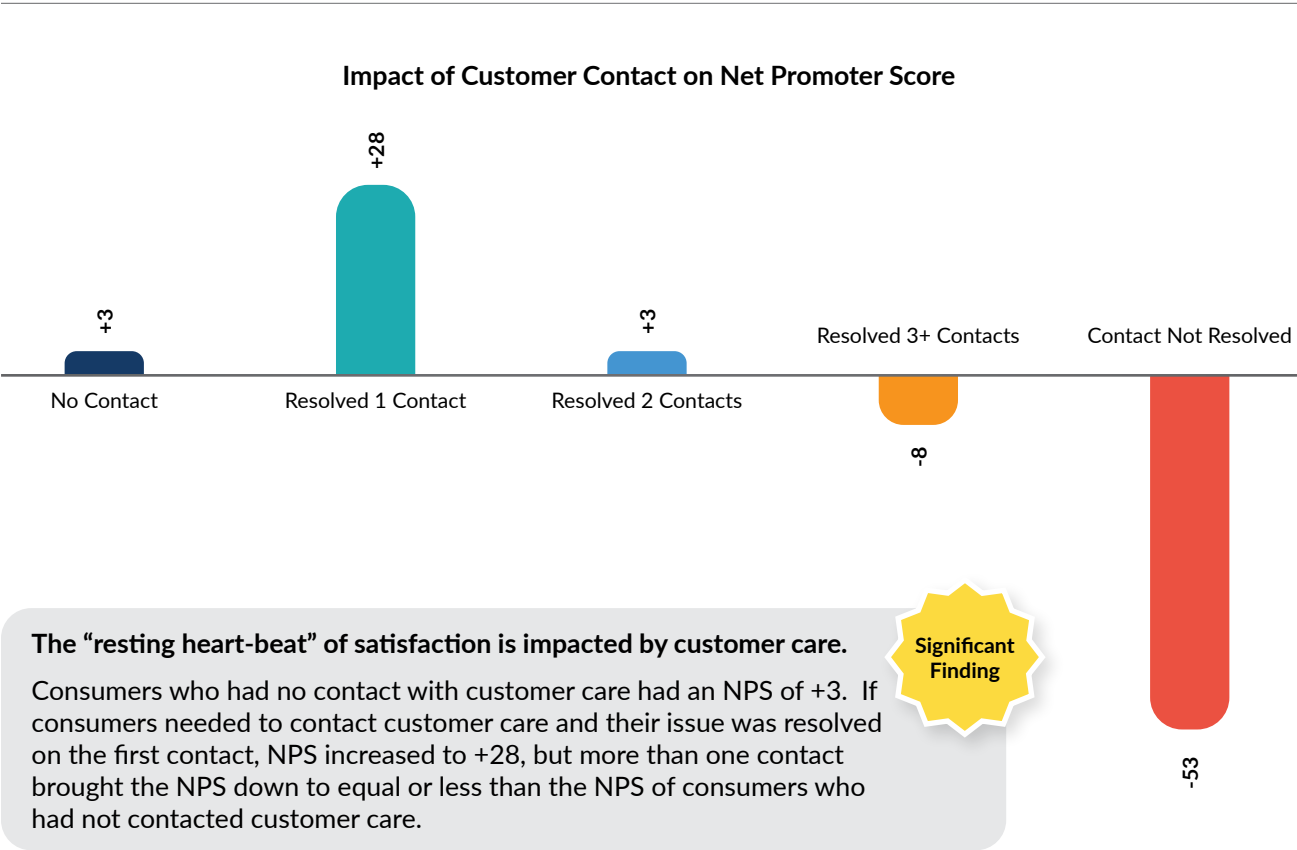 Impact of Customer Contact on Net Promoter Score
+3
+28
+3
Resolved 3+ Contacts
Contact Not Resolved
No Contact
Resolved 1 Contact
Resolved 2 Contacts
-8
-53
The “resting heart-beat” of satisfaction is impacted by customer care.
Consumers who had no contact with customer care had an NPS of +3.  If
consumers needed to contact customer care and their issue was resolved
on the first contact, NPS increased to +28, but more than one contact
brought the NPS down to equal or less than the NPS of consumers who
had not contacted customer care.
Significant
Finding